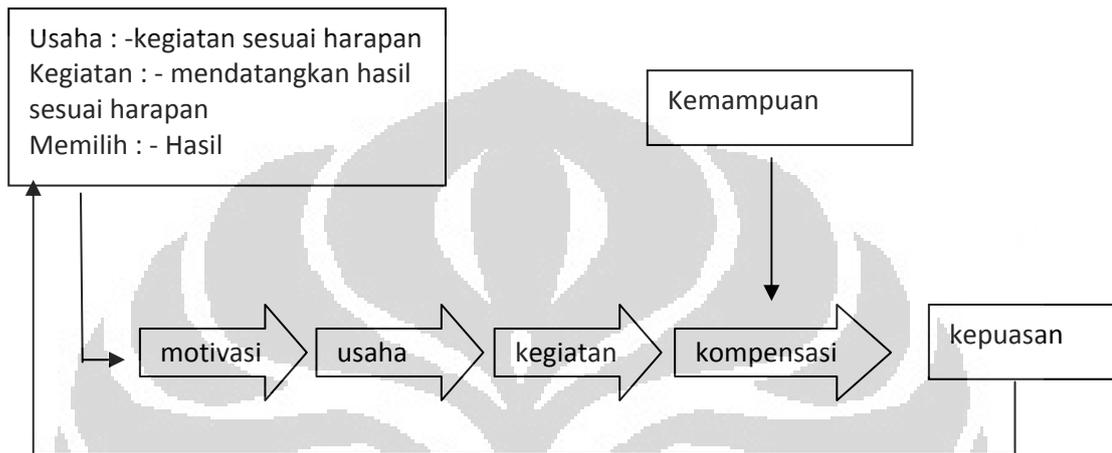 Usaha : -kegiatan sesuai harapan
Kegiatan : - mendatangkan hasil
sesuai harapan
Memilih : - Hasil
Kemampuan
motivasi
usaha
kegiatan
kompensasi
kepuasan